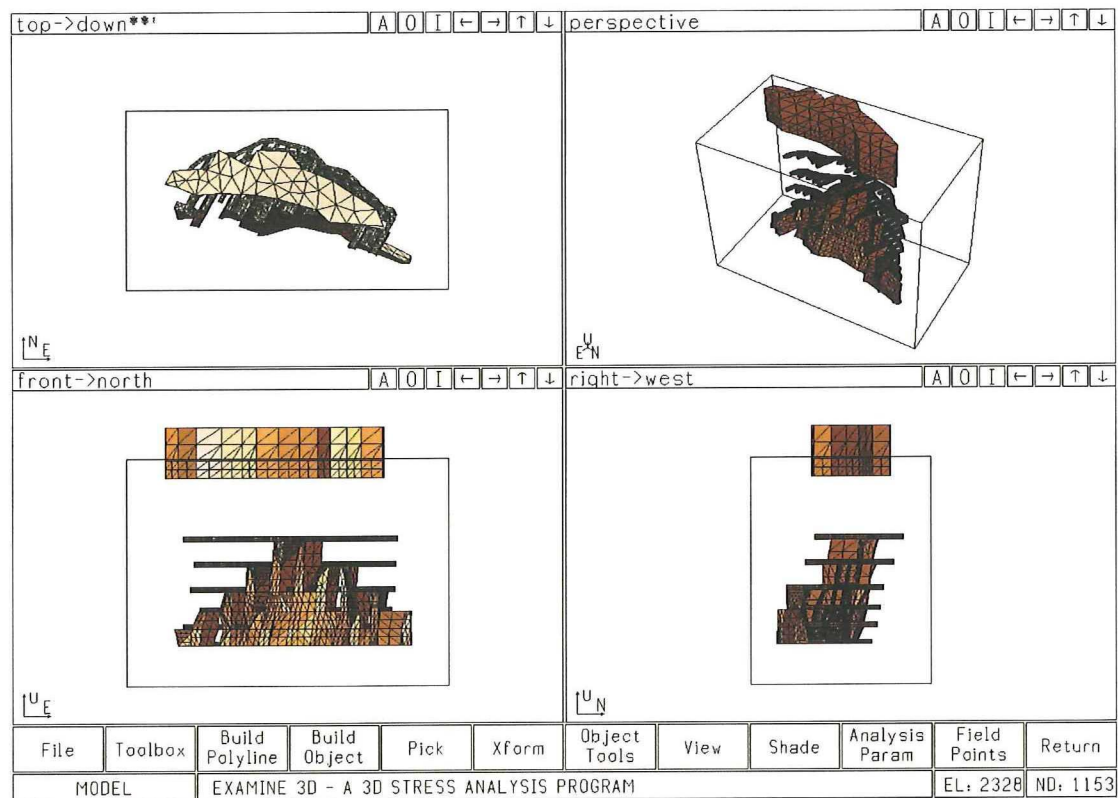 top->down**' A O I ← → ↑ ↓
perspective A O I ← → ↑ ↓
N
E
U
E N
front->north A O I ← → ↑ ↓
right->west A O I ← → ↑ ↓
U
E
U
N
File Toolbox Build Polyline Build Object Pick Xform Object Tools View Shade Analysis Param Field Points Return
MODEL EXAMINE 3D - A 3D STRESS ANALYSIS PROGRAM EL: 2328 ND: 1153